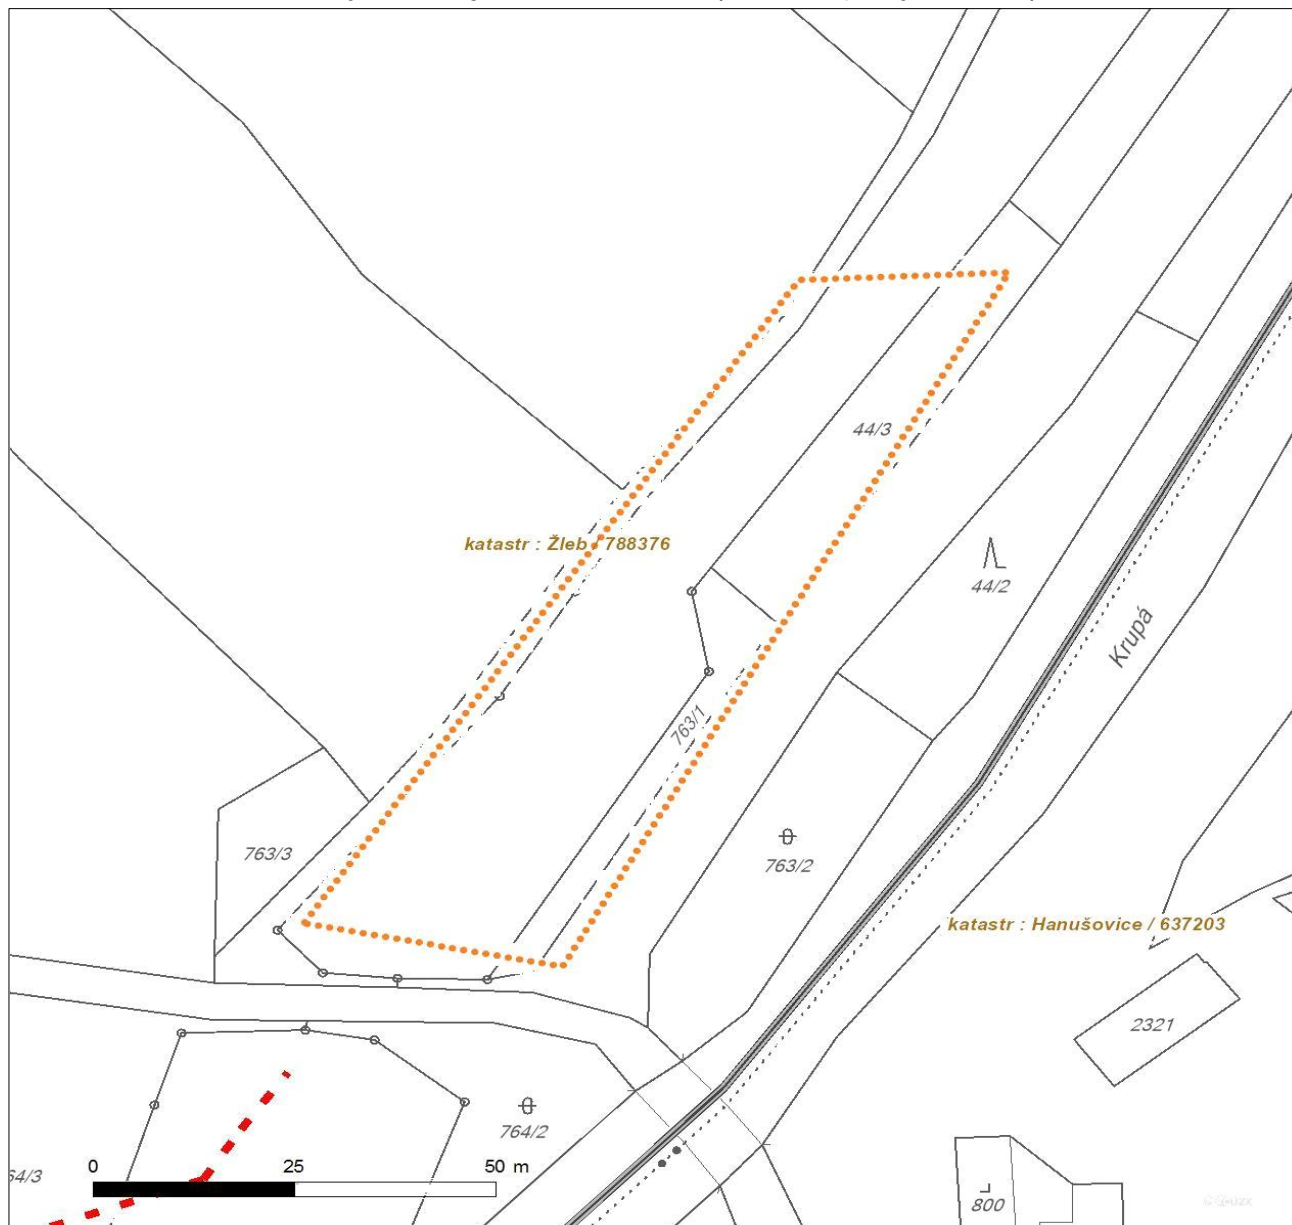 44/3
katastr : Žleb / 788376
44/2
Krupá
763/1
763/3
763/2
katastr : Hanušovice / 637203
2321
764/2
0 25 50 m
64/3
800